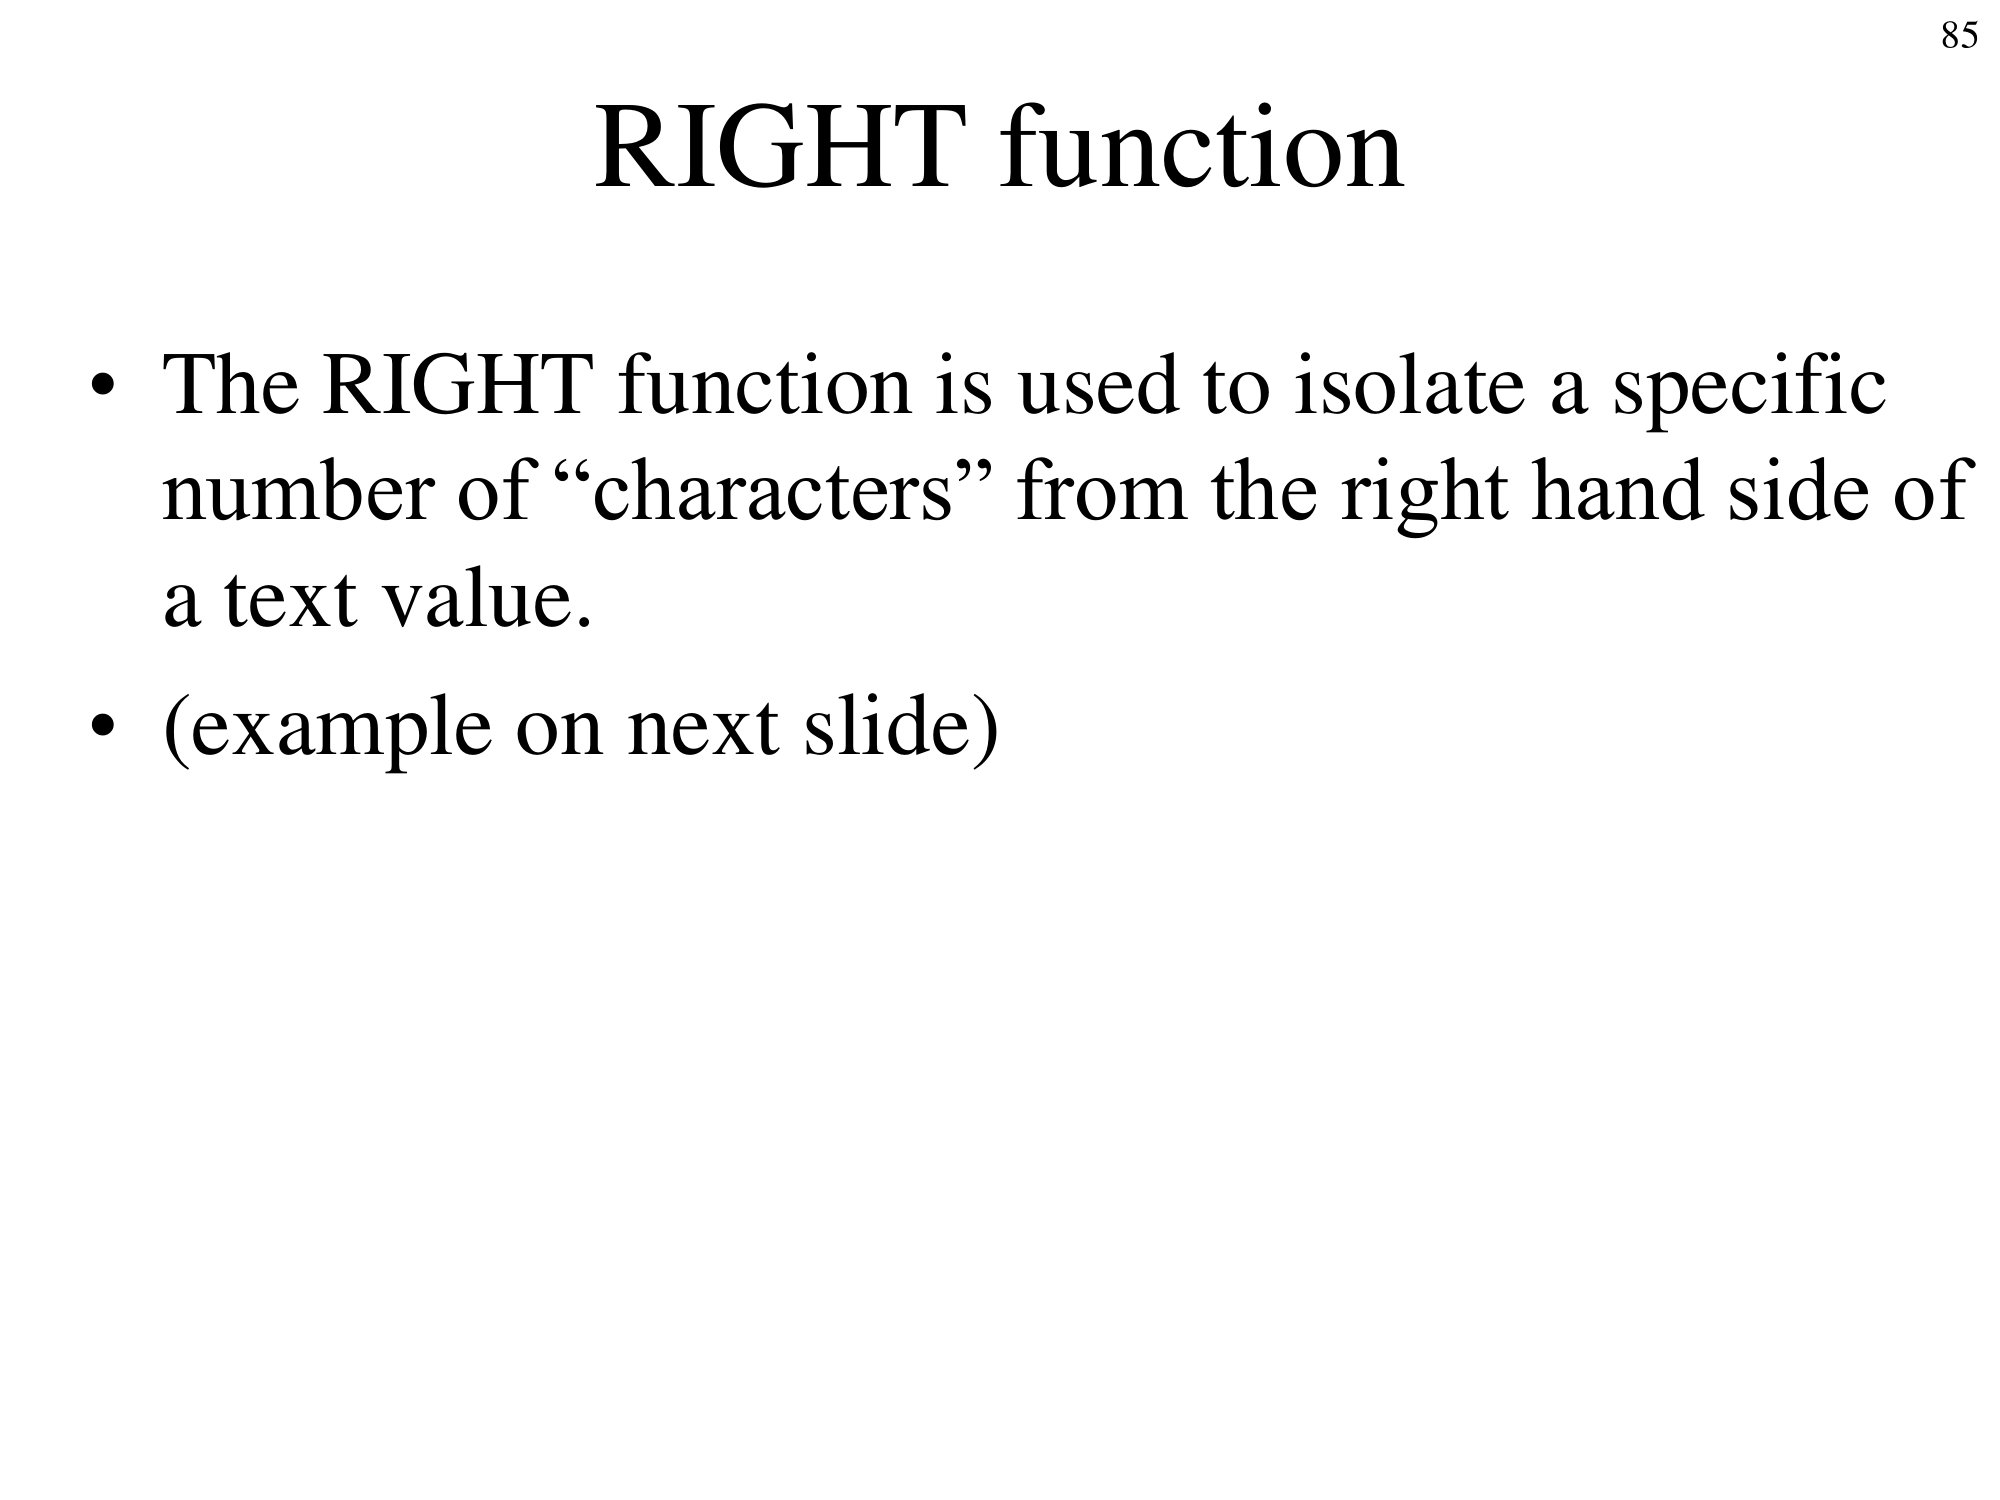 85
RIGHT function
• The RIGHT function is used to isolate a specific
number of “characters” from the right hand side of
a text value.
• (example on next slide)